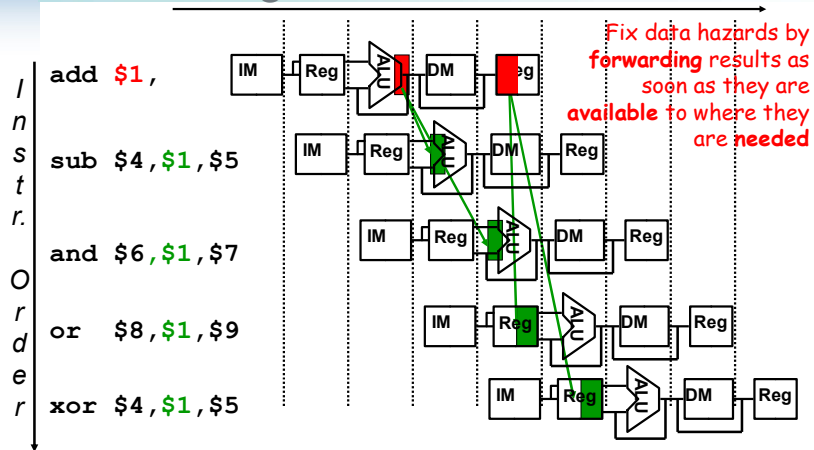 Fix data hazards by
forwarding results as
soon as they are
available to where they
are needed
Instr.
Order
add $1,
IM Reg ALU DM eg
sub $4,$1,$5
IM Reg ALU DM Reg
and $6,$1,$7
IM Reg ALU DM Reg
or $8,$1,$9
IM Reg ALU DM Reg
xor $4,$1,$5
IM Reg ALU DM Reg